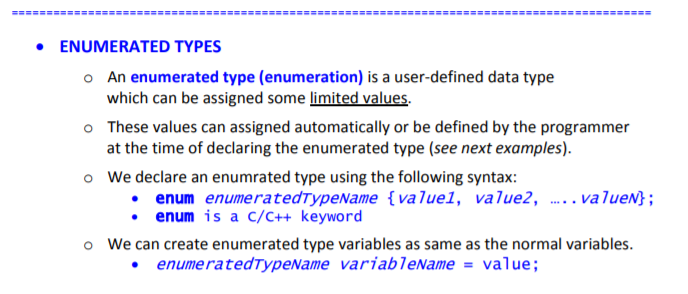 • ENUMERATED TYPES
o An enumerated type (enumeration) is a user-defined data type
which can be assigned some limited values.
o These values can assigned automatically or be defined by the programmer
at the time of declaring the enumerated type (see next examples).
o We declare an enumrated type using the following syntax:
• enum enumeratedTypeName {value1, value2, …..valueN};
• enum is a C/C++ keyword
o We can create enumerated type variables as same as the normal variables.
• enumeratedTypeName variableName = value;